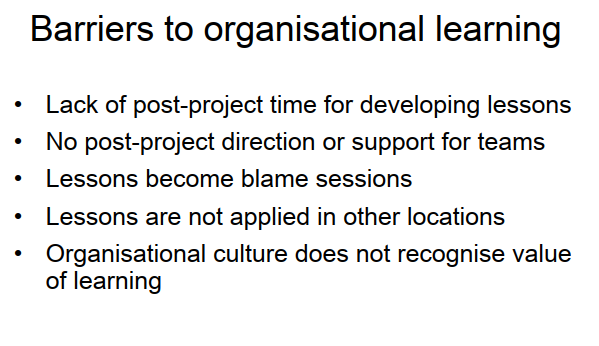 Barriers to organisational learning
• Lack of post-project time for developing lessons
• No post-project direction or support for teams
• Lessons become blame sessions
• Lessons are not applied in other locations
• Organisational culture does not recognise value
of learning